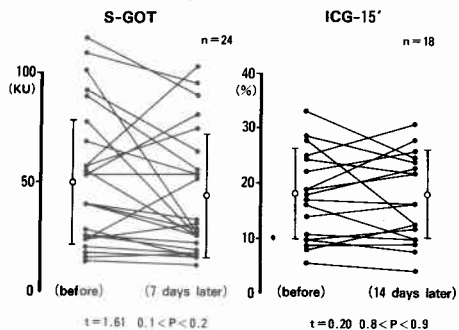 S-GOT
n=24
100
(KU)
50
0
(before)
(7 days later)
t=1.61 0.1<P<0.2
ICG-15′
n=18
40
(%)
30
20
10
0
(before)
(14 days later)
t=0.20 0.8<P<0.9